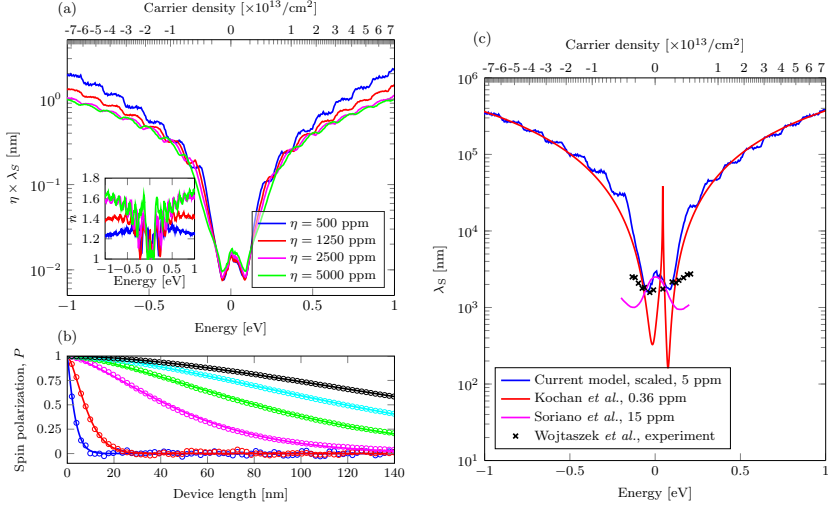 (a)
Carrier density [×10^13/cm^2]
-7 -6 -5 -4 -3 -2 -1 0 1 2 3 4 5 6 7
η × λ_S [nm]
10^0
10^−1
10^−2
1.8
1.6
1.4
1.2
1
n
−1 −0.5 0 0.5 1
Energy [eV]
η = 500 ppm
η = 1250 ppm
η = 2500 ppm
η = 5000 ppm
−1 −0.5 0 0.5 1
Energy [eV]
(b)
Spin polarization, P
1
0.75
0.5
0.25
0
0 20 40 60 80 100 120 140
Device length [nm]
(c)
Carrier density [×10^13/cm^2]
-7 -6 -5 -4 -3 -2 -1 0 1 2 3 4 5 6 7
λ_S [nm]
10^6
10^5
10^4
10^3
10^2
10^1
Current model, scaled, 5 ppm
Kochan et al., 0.36 ppm
Soriano et al., 15 ppm
Wojtaszek et al., experiment
−1 −0.5 0 0.5 1
Energy [eV]